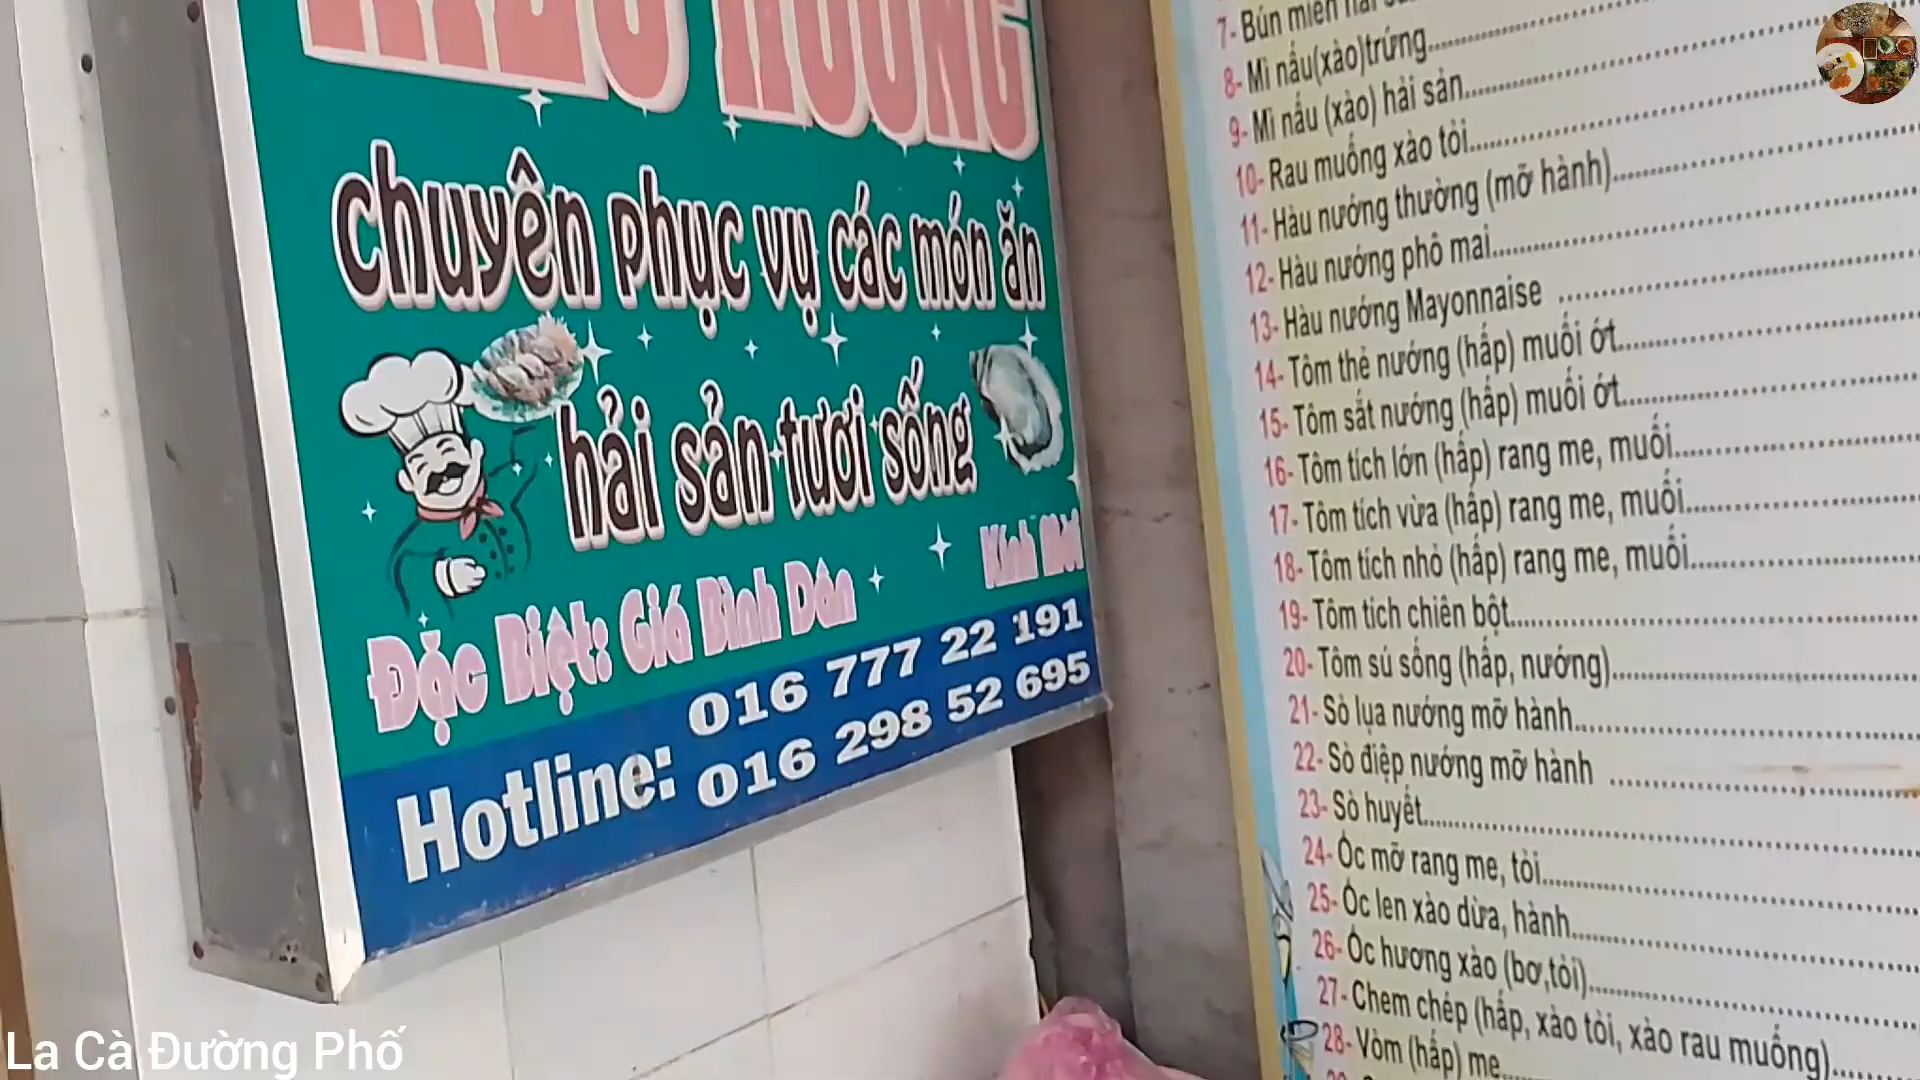 chuyên phục vụ các món ăn
hải sản tươi sống
Đặc Biệt: Giá Bình Dân
Kính Mời
Hotline: 016 777 22 191
016 298 52 695
7- Bún miến hải
8- Mì nấu(xào)trứng
9- Mì nấu (xào) hải sản
10- Rau muống xào tỏi
11- Hàu nướng thường (mỡ hành)
12- Hàu nướng phô mai
13- Hàu nướng Mayonnaise
14- Tôm thẻ nướng (hấp) muối ớt
15- Tôm sắt nướng (hấp) muối ớt
16- Tôm tích lớn (hấp) rang me, muối
17- Tôm tích vừa (hấp) rang me, muối
18- Tôm tích nhỏ (hấp) rang me, muối
19- Tôm tích chiên bột
20- Tôm sú sống (hấp, nướng)
21- Sò lụa nướng mỡ hành
22- Sò điệp nướng mỡ hành
23- Sò huyết
24- Ốc mỡ rang me, tỏi
25- Ốc len xào dừa, hành
26- Ốc hương xào (bơ,tỏi)
27- Chem chép (hấp, xào tỏi, xào rau muống)
28- Vòm (hấp) me
La Cà Đường Phố